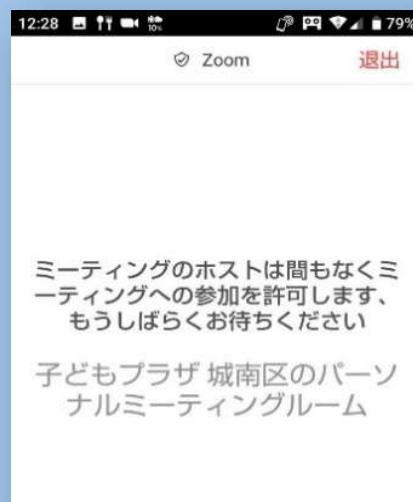 12:28 10% 79%
Zoom 退出
ミーティングのホストは間もなくミ
ーティングへの参加を許可します、
もうしばらくお待ちください
子どもプラザ 城南区のパーソ
ナルミーティングルーム